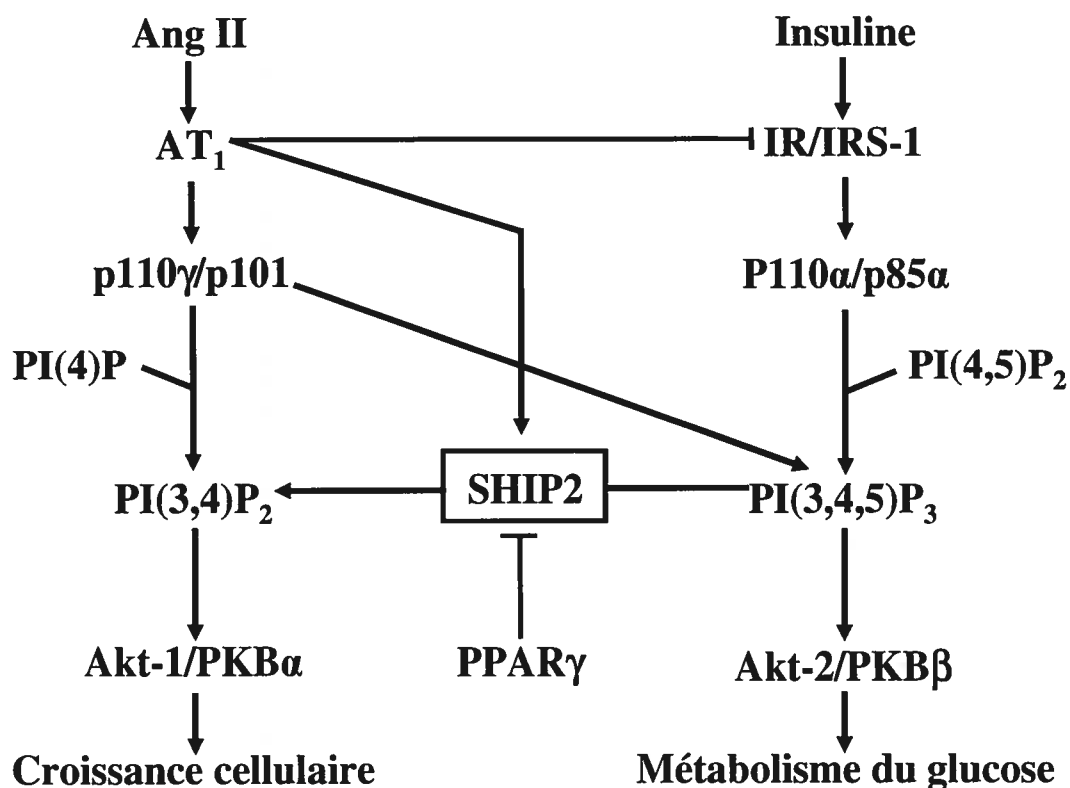 Ang II
Insuline
AT₁
IR/IRS-1
p110γ/p101
P110α/p85α
PI(4)P
PI(4,5)P₂
SHIP2
PI(3,4)P₂
PI(3,4,5)P₃
Akt-1/PKBα
PPARγ
Akt-2/PKBβ
Croissance cellulaire
Métabolisme du glucose